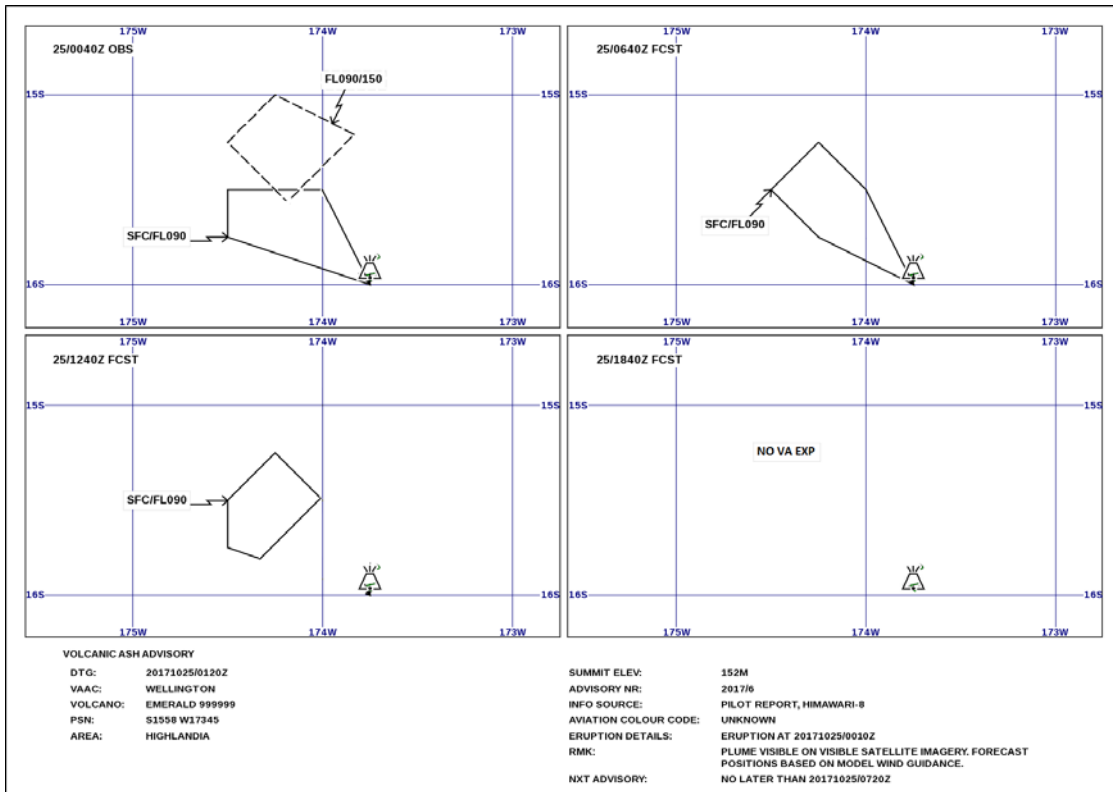 175W 174W 173W
25/0040Z OBS
FL090/150
15S 15S
SFC/FL090
16S 16S
175W 174W 173W
175W 174W 173W
25/0640Z FCST
15S 15S
SFC/FL090
16S 16S
175W 174W 173W
175W 174W 173W
25/1240Z FCST
15S 15S
SFC/FL090
16S 16S
175W 174W 173W
175W 174W 173W
25/1840Z FCST
15S 15S
NO VA EXP
16S 16S
175W 174W 173W
VOLCANIC ASH ADVISORY
DTG: 20171025/0120Z
VAAC: WELLINGTON
VOLCANO: EMERALD 999999
PSN: S1558 W17345
AREA: HIGHLANDIA
SUMMIT ELEV: 152M
ADVISORY NR: 2017/6
INFO SOURCE: PILOT REPORT, HIMAWARI-8
AVIATION COLOUR CODE: UNKNOWN
ERUPTION DETAILS: ERUPTION AT 20171025/0010Z
RMK: PLUME VISIBLE ON VISIBLE SATELLITE IMAGERY. FORECAST
POSITIONS BASED ON MODEL WIND GUIDANCE.
NXT ADVISORY: NO LATER THAN 20171025/0720Z